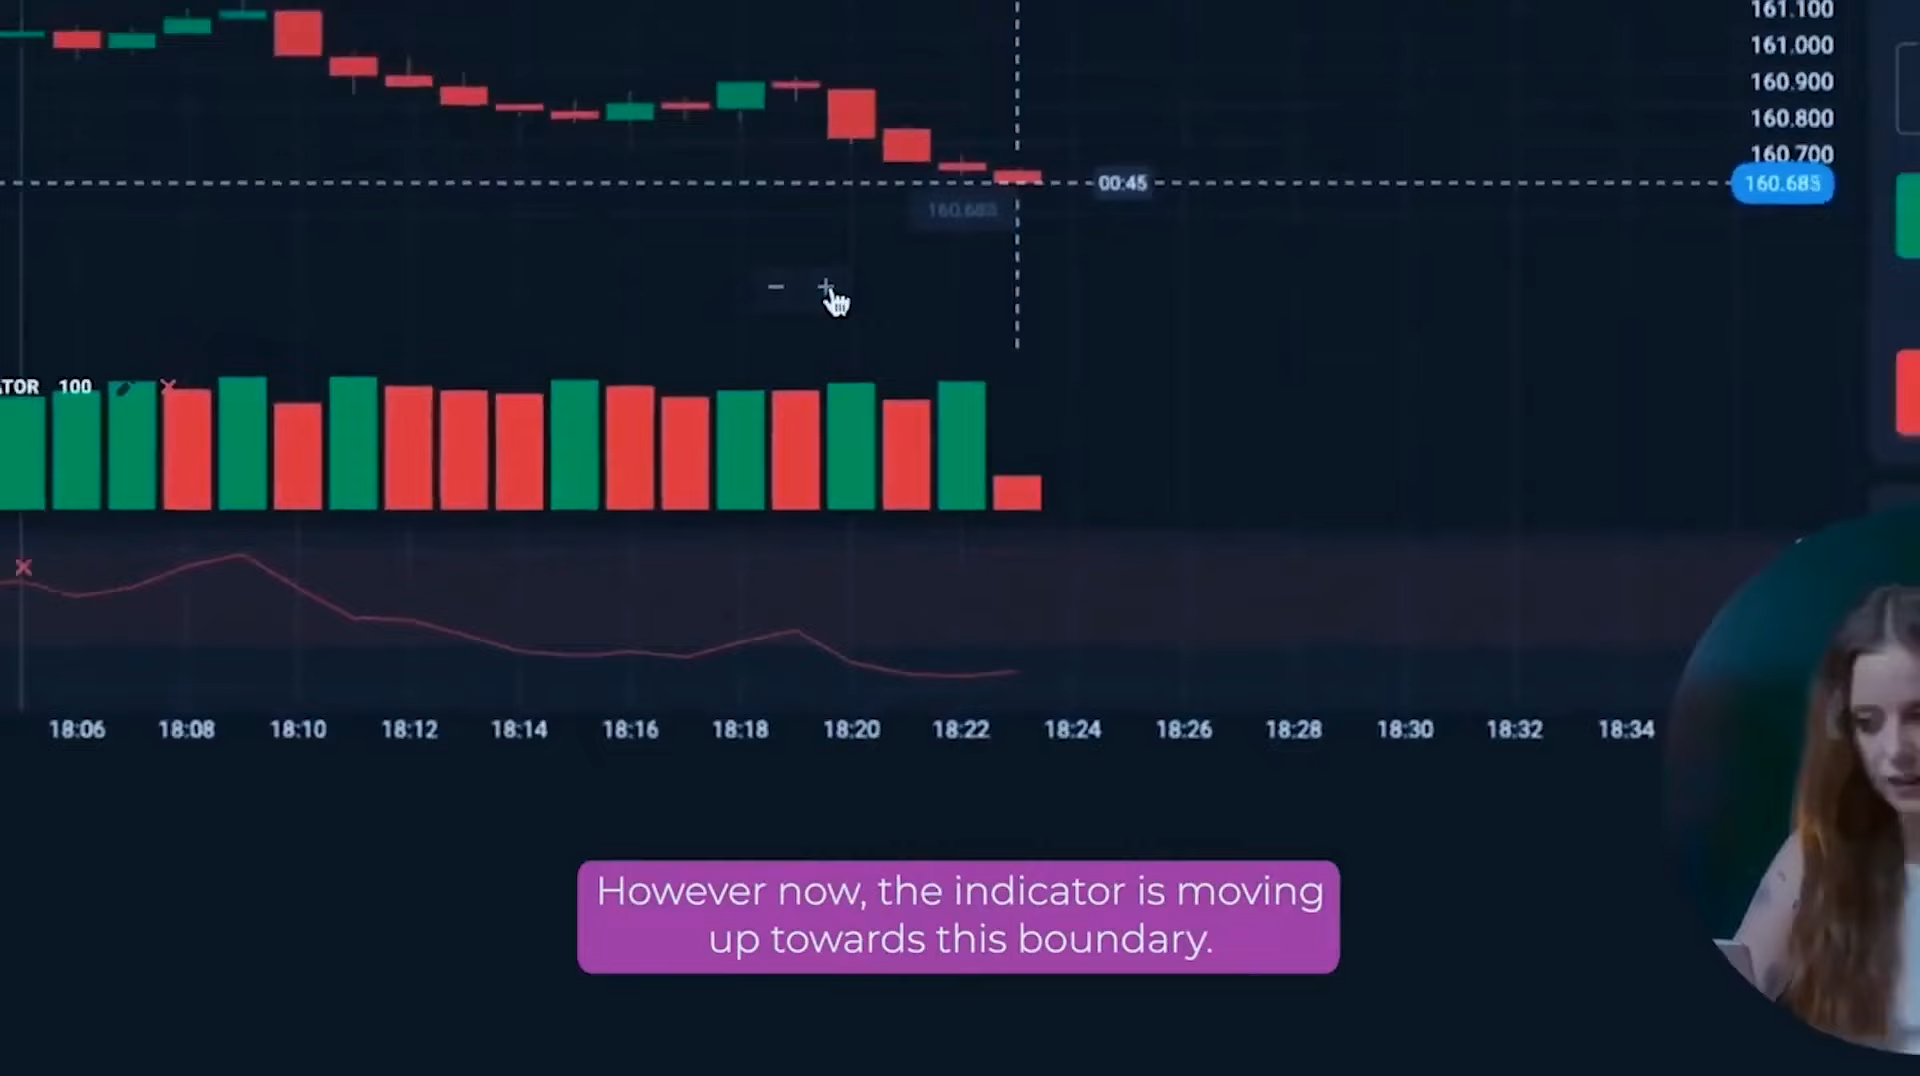 161.100
161.000
160.900
160.800
160.700
00:45
160.685
ATOR 100
18:06 18:08 18:10 18:12 18:14 18:16 18:18 18:20 18:22 18:24 18:26 18:28 18:30 18:32 18:34
However now, the indicator is moving
up towards this boundary.